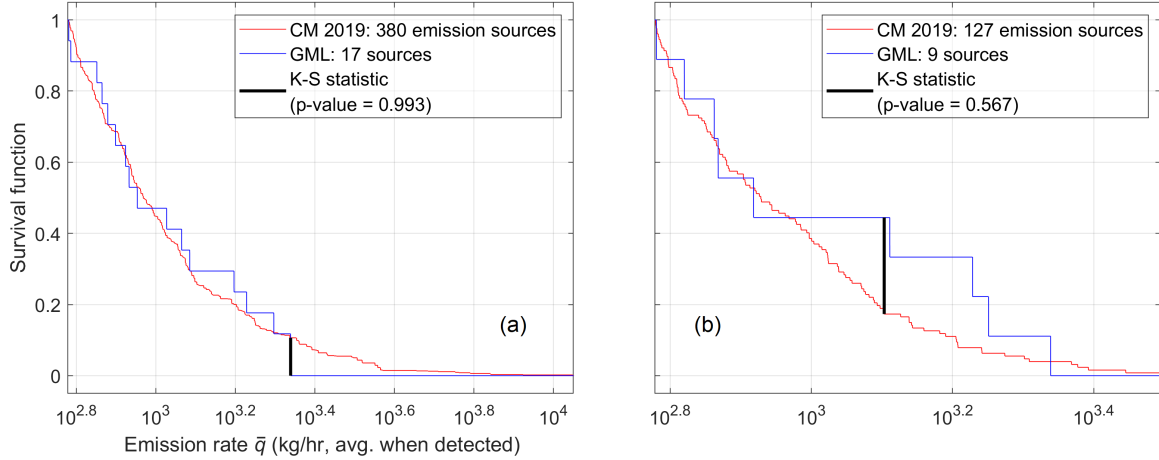 CM 2019: 380 emission sources
GML: 17 sources
K-S statistic
(p-value = 0.993)
CM 2019: 127 emission sources
GML: 9 sources
K-S statistic
(p-value = 0.567)
Survival function
1
0.8
0.6
0.4
0.2
0
(a)
(b)
10^2.8
10^3
10^3.2
10^3.4
10^3.6
10^3.8
10^4
10^2.8
10^3
10^3.2
10^3.4
Emission rate q̄ (kg/hr, avg. when detected)